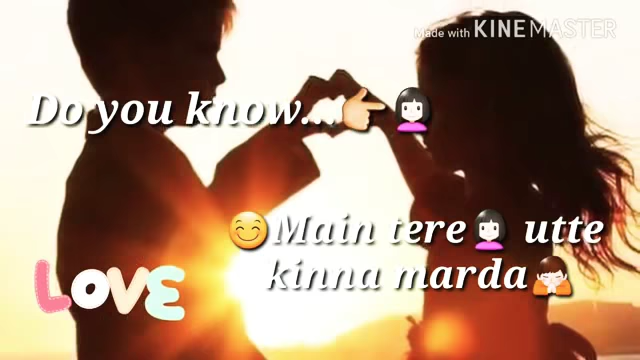 Made with KINEMASTER
Do you know...👉👩
😊Main tere👩 utte
kinna marda🙏
LOVE